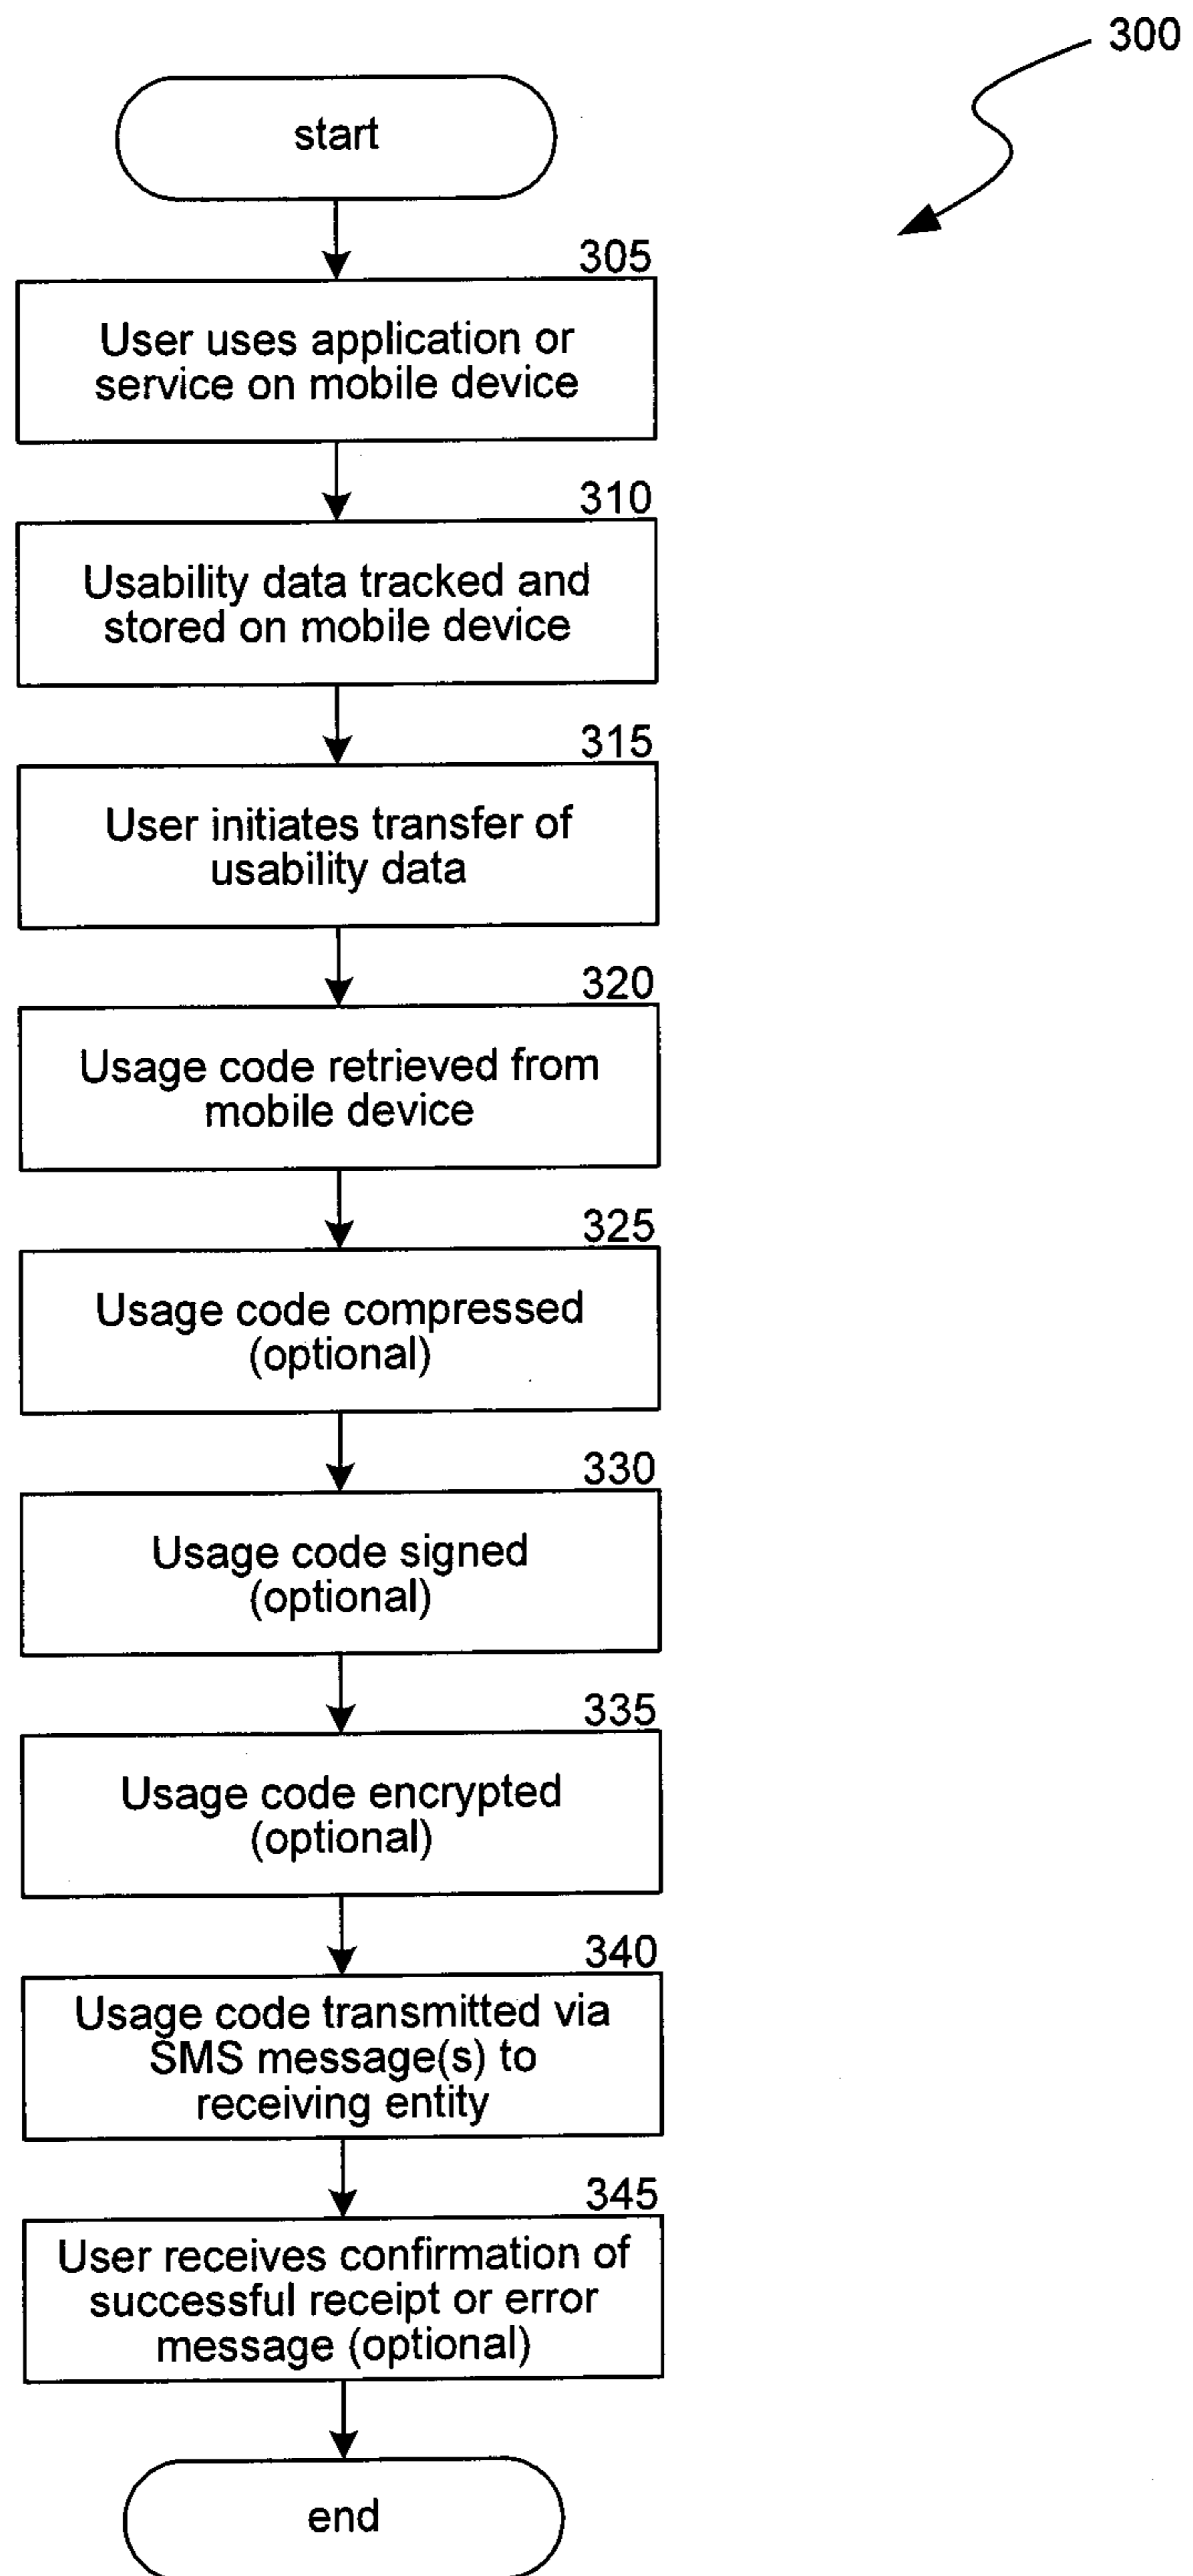 300
start
305
User uses application or
service on mobile device
310
Usability data tracked and
stored on mobile device
315
User initiates transfer of
usability data
320
Usage code retrieved from
mobile device
325
Usage code compressed
(optional)
330
Usage code signed
(optional)
335
Usage code encrypted
(optional)
340
Usage code transmitted via
SMS message(s) to
receiving entity
345
User receives confirmation of
successful receipt or error
message (optional)
end